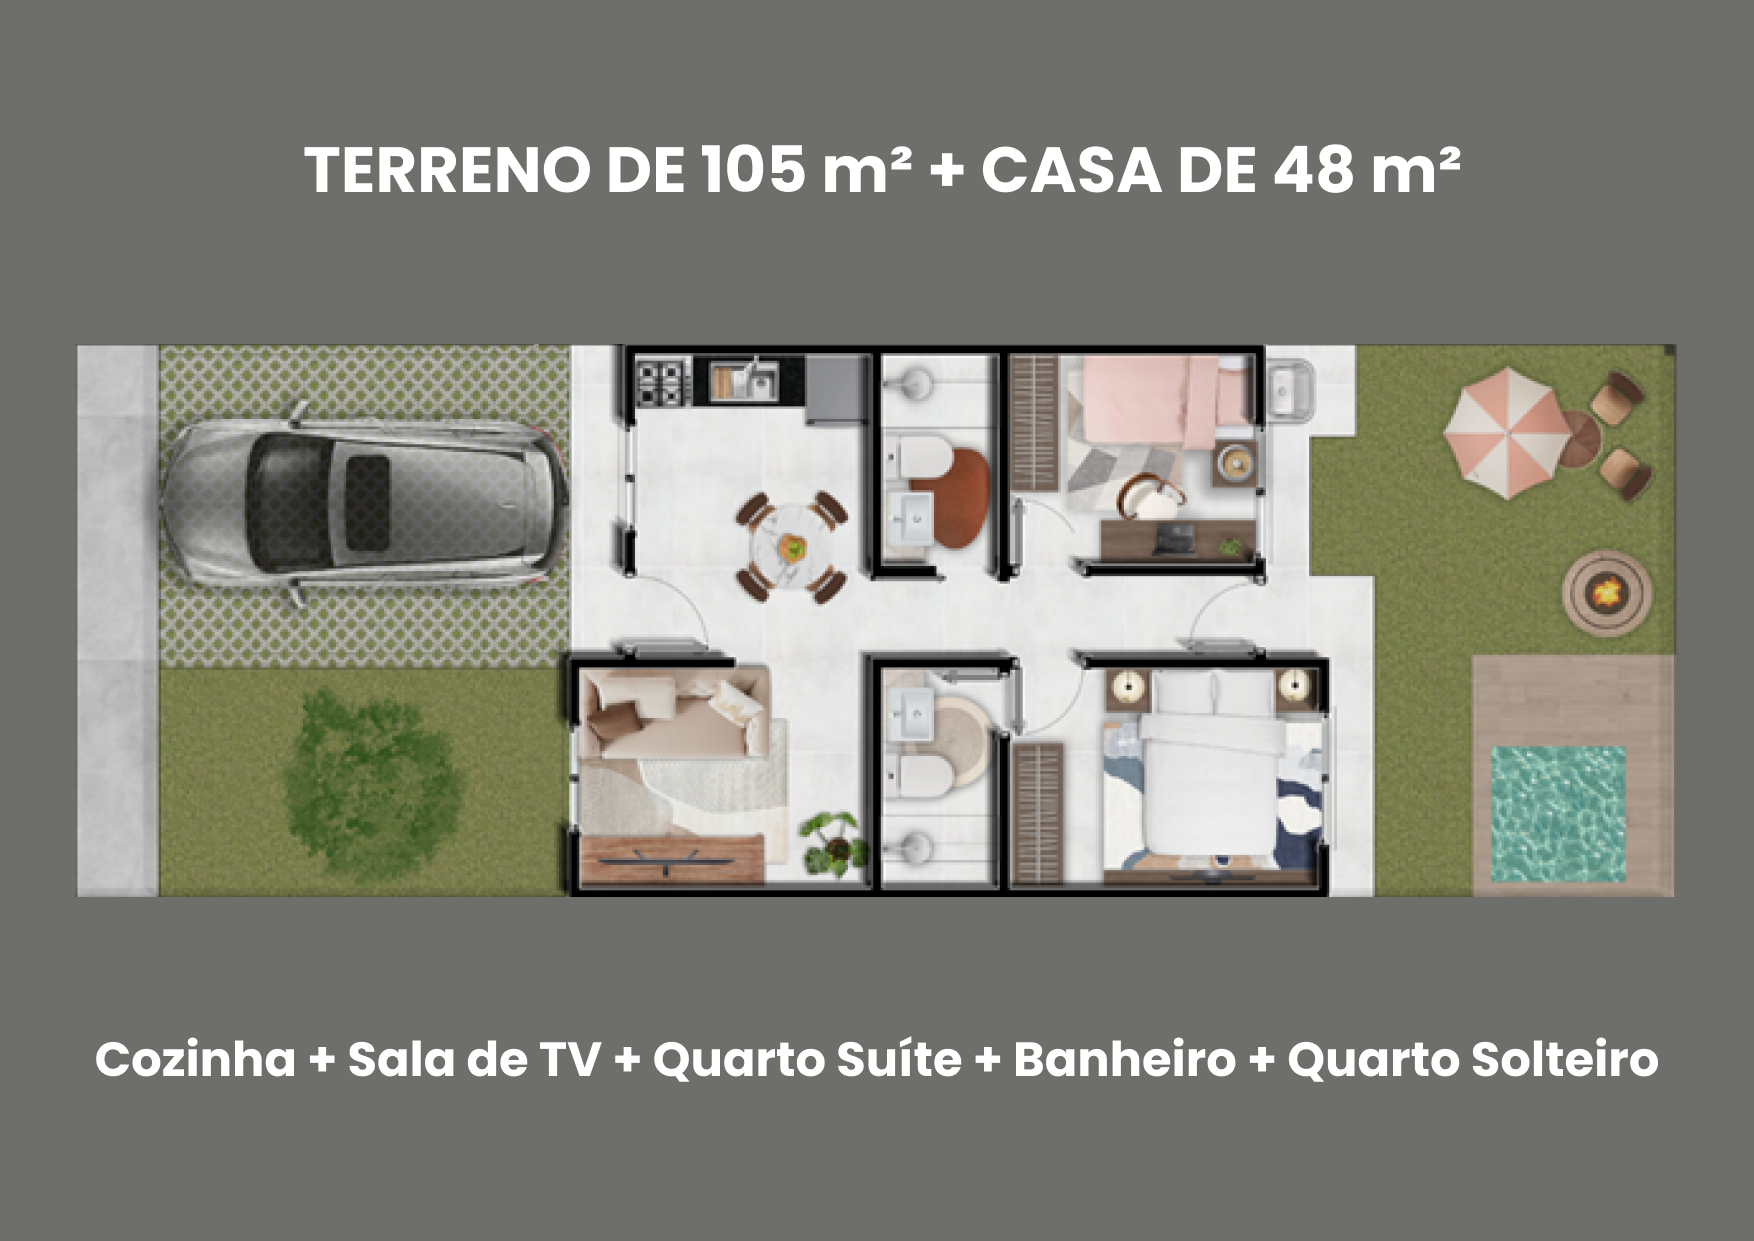 TERRENO DE 105 m² + CASA DE 48 m²
Cozinha + Sala de TV + Quarto Suíte + Banheiro + Quarto Solteiro